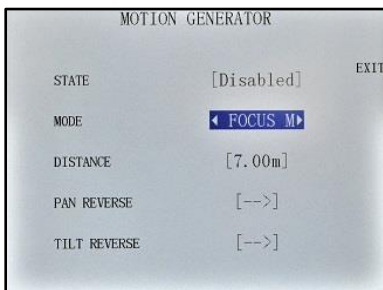 MOTION GENERATOR
EXIT
STATE [Disabled]
MODE ◀ FOCUS M▶
DISTANCE [7.00m]
PAN REVERSE [-->]
TILT REVERSE [-->]